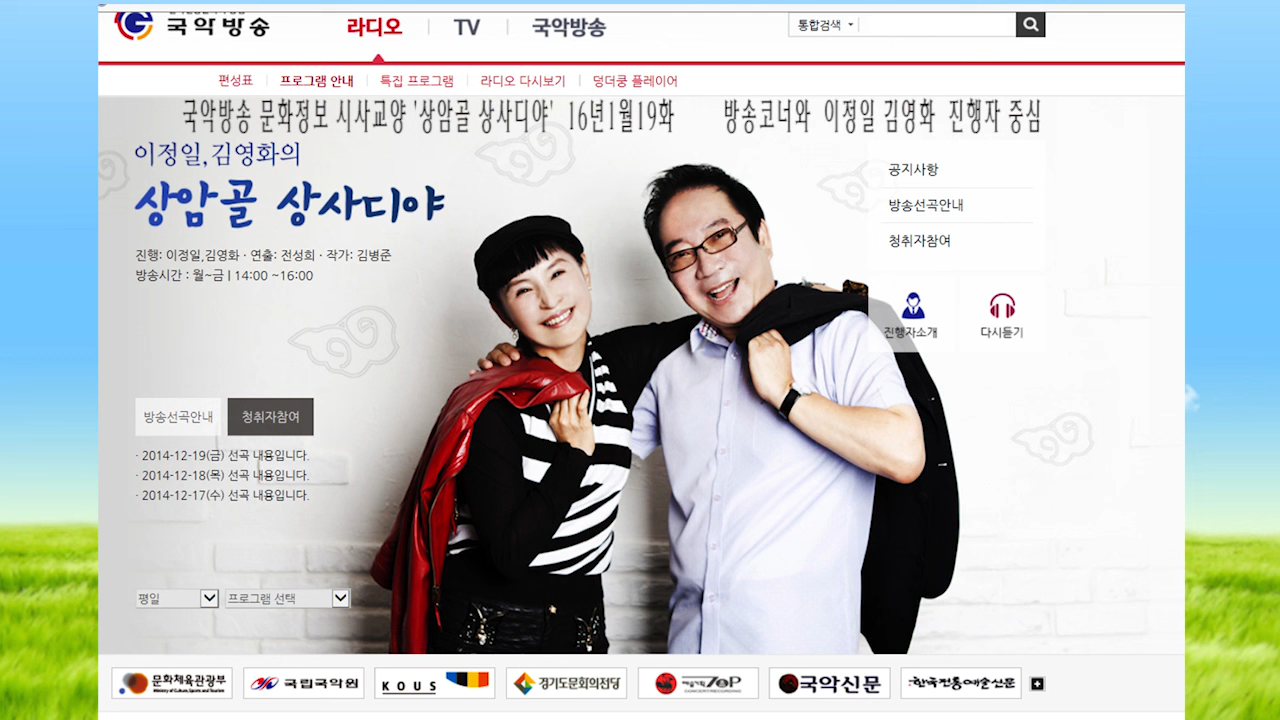 국악방송
라디오 TV 국악방송
통합검색
편성표 프로그램 안내 특집 프로그램 라디오 다시보기 덩더쿵 플레이어
국악방송 문화정보 시사교양 '상암골 상사디야' 16년1월19화 방송코너와 이정일 김영화 진행자 중심
이정일,김영화의
상암골 상사디야
진행: 이정일,김영화 · 연출: 전성희 · 작가: 김병준
방송시간 : 월~금 | 14:00 ~16:00
공지사항
방송선곡안내
청취자참여
진행자소개 다시듣기
방송선곡안내 청취자참여
· 2014-12-19(금) 선곡 내용입니다.
· 2014-12-18(목) 선곡 내용입니다.
· 2014-12-17(수) 선곡 내용입니다.
평일 프로그램 선택
문화체육관광부 국립국악원 KOUS 경기도문화의전당 TOP 국악신문 한국전통예술신문
Ministry of Culture, Sports and Tourism